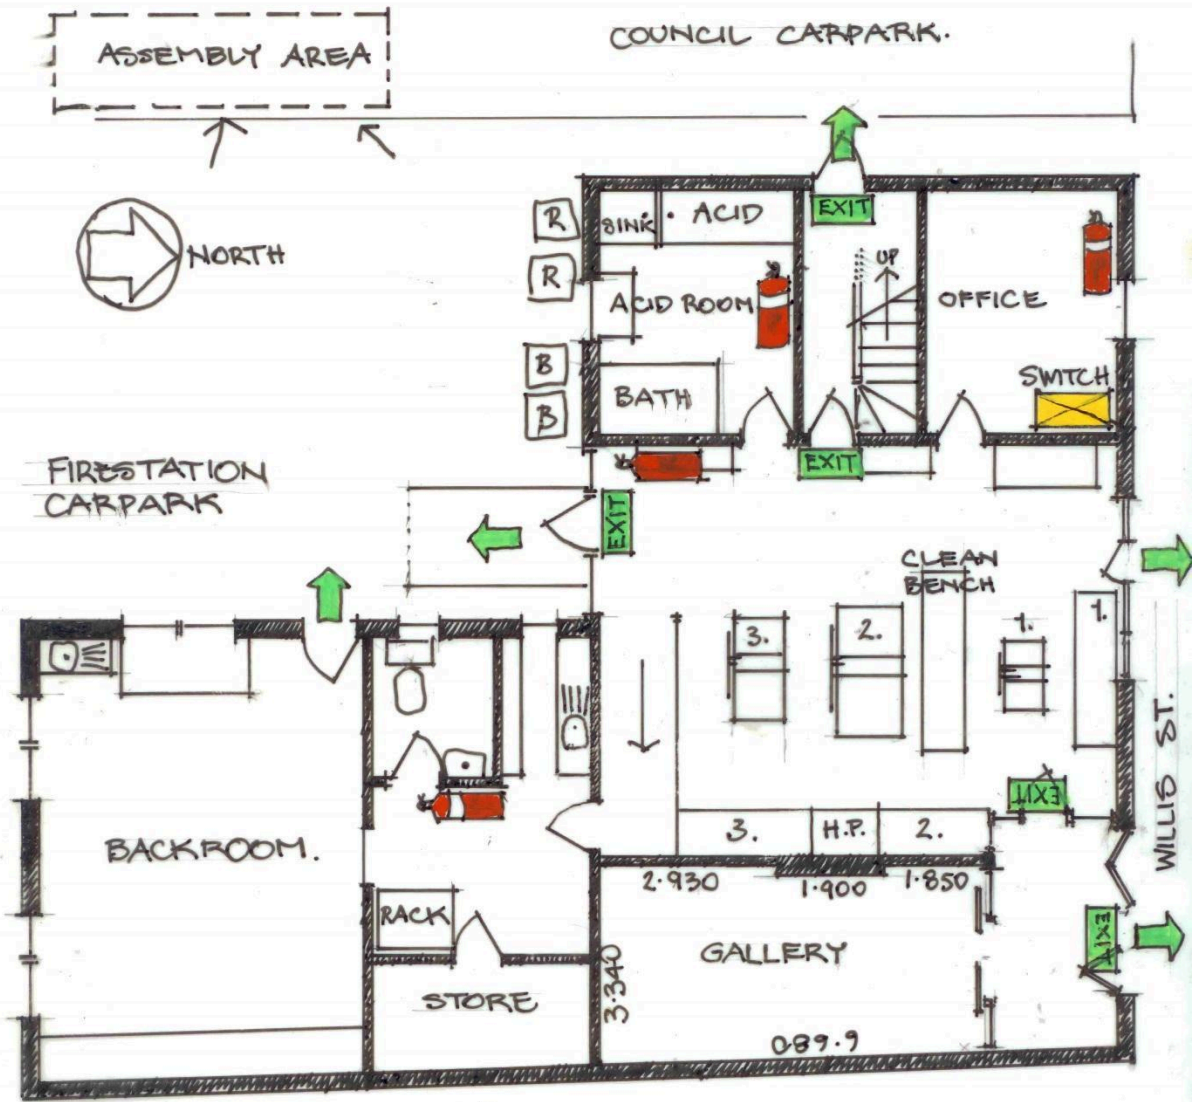 ASSEMBLY AREA
COUNCIL CARPARK.
NORTH
R
SINK
ACID
EXIT
UP
R
ACID ROOM
OFFICE
B
BATH
SWITCH
B
FIRESTATION
CARPARK
EXIT
EXIT
CLEAN
BENCH
3.
2.
1.
1.
WILLIS ST.
EXIT
BACKROOM.
3.
H.P.
2.
2.930
1.900
1.850
RACK
GALLERY
EXIT
STORE
3.340
6.680